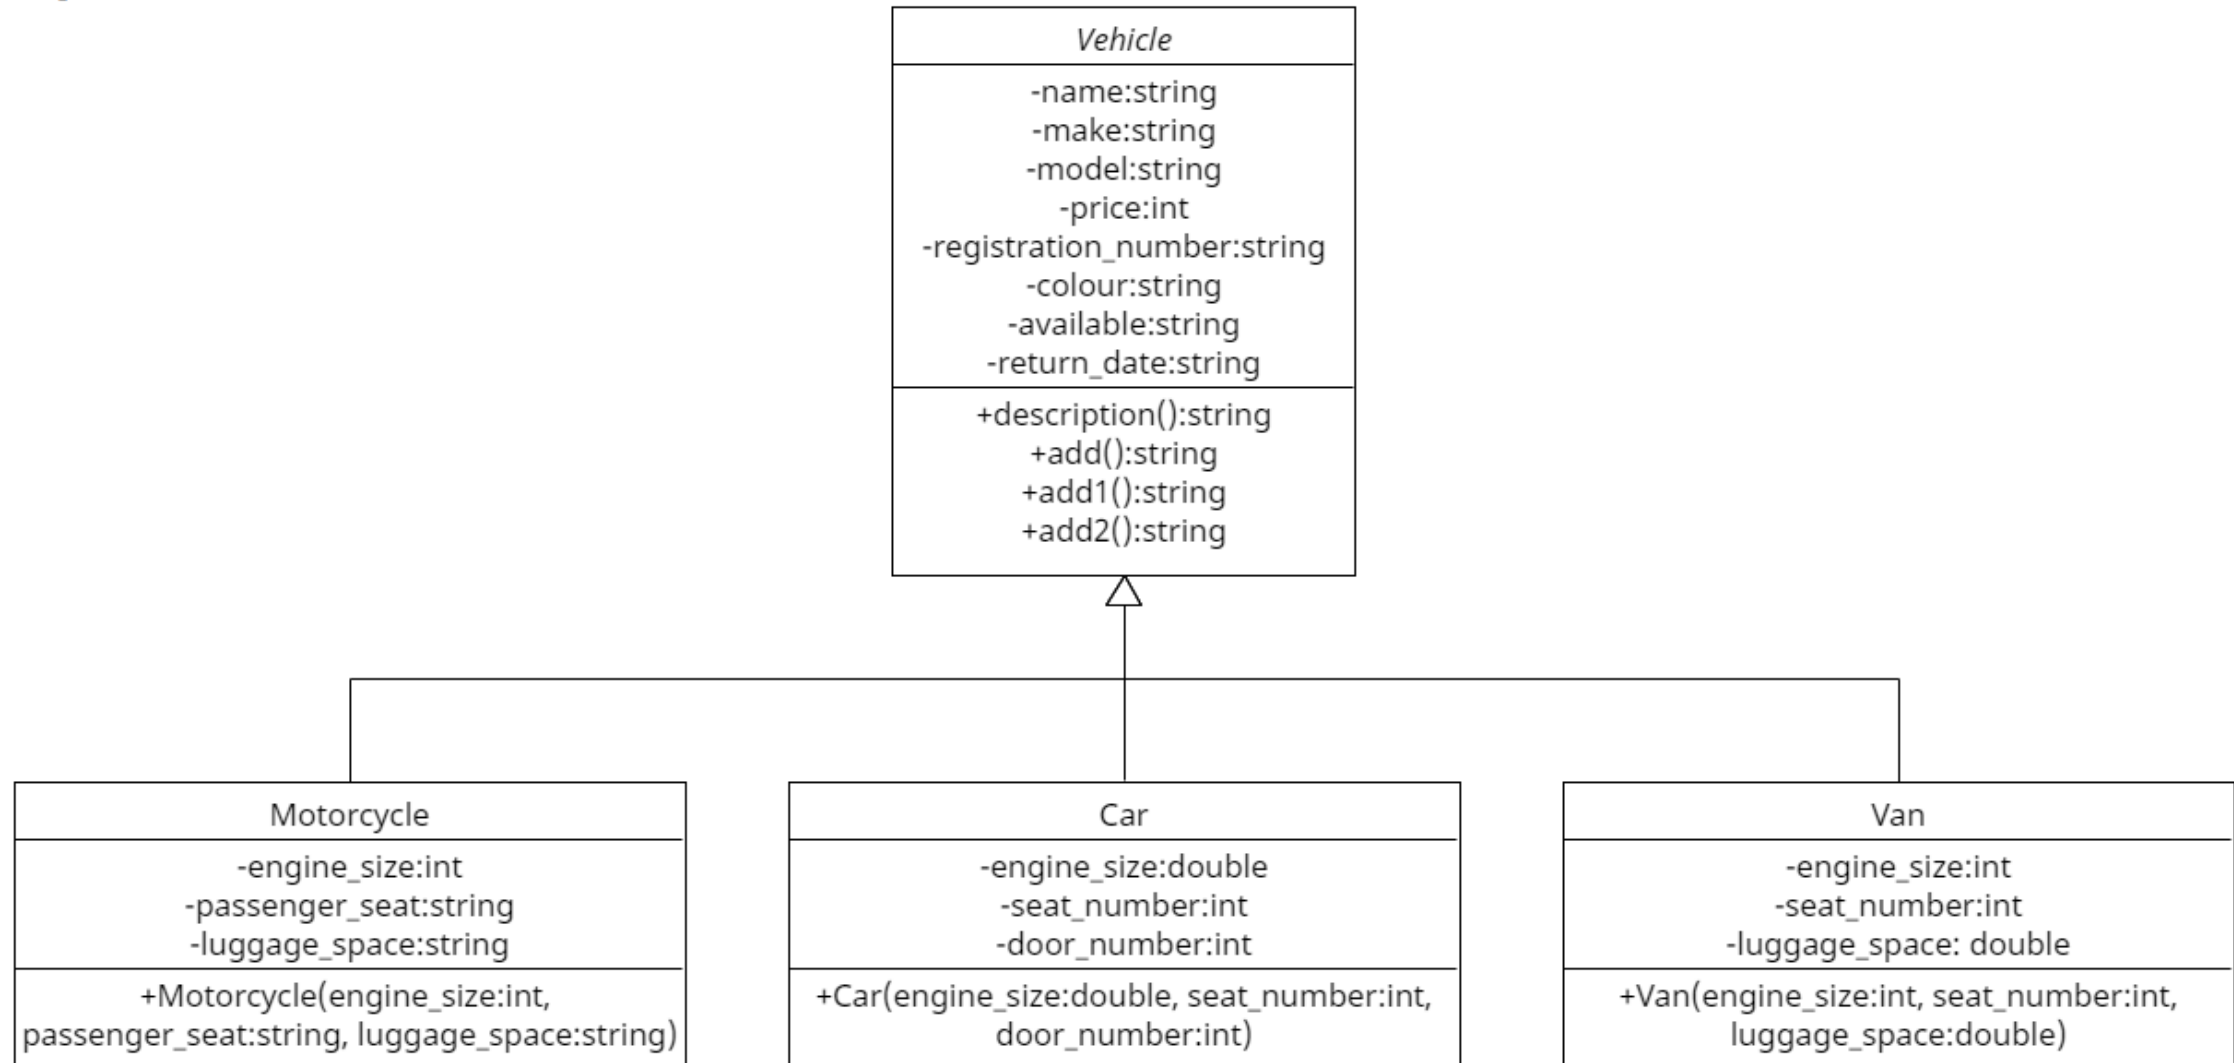 Vehicle
-name:string
-make:string
-model:string
-price:int
-registration_number:string
-colour:string
-available:string
-return_date:string
+description():string
+add():string
+add1():string
+add2():string
Motorcycle
-engine_size:int
-passenger_seat:string
-luggage_space:string
+Motorcycle(engine_size:int,
passenger_seat:string, luggage_space:string)
Car
-engine_size:double
-seat_number:int
-door_number:int
+Car(engine_size:double, seat_number:int,
door_number:int)
Van
-engine_size:int
-seat_number:int
-luggage_space: double
+Van(engine_size:int, seat_number:int,
luggage_space:double)